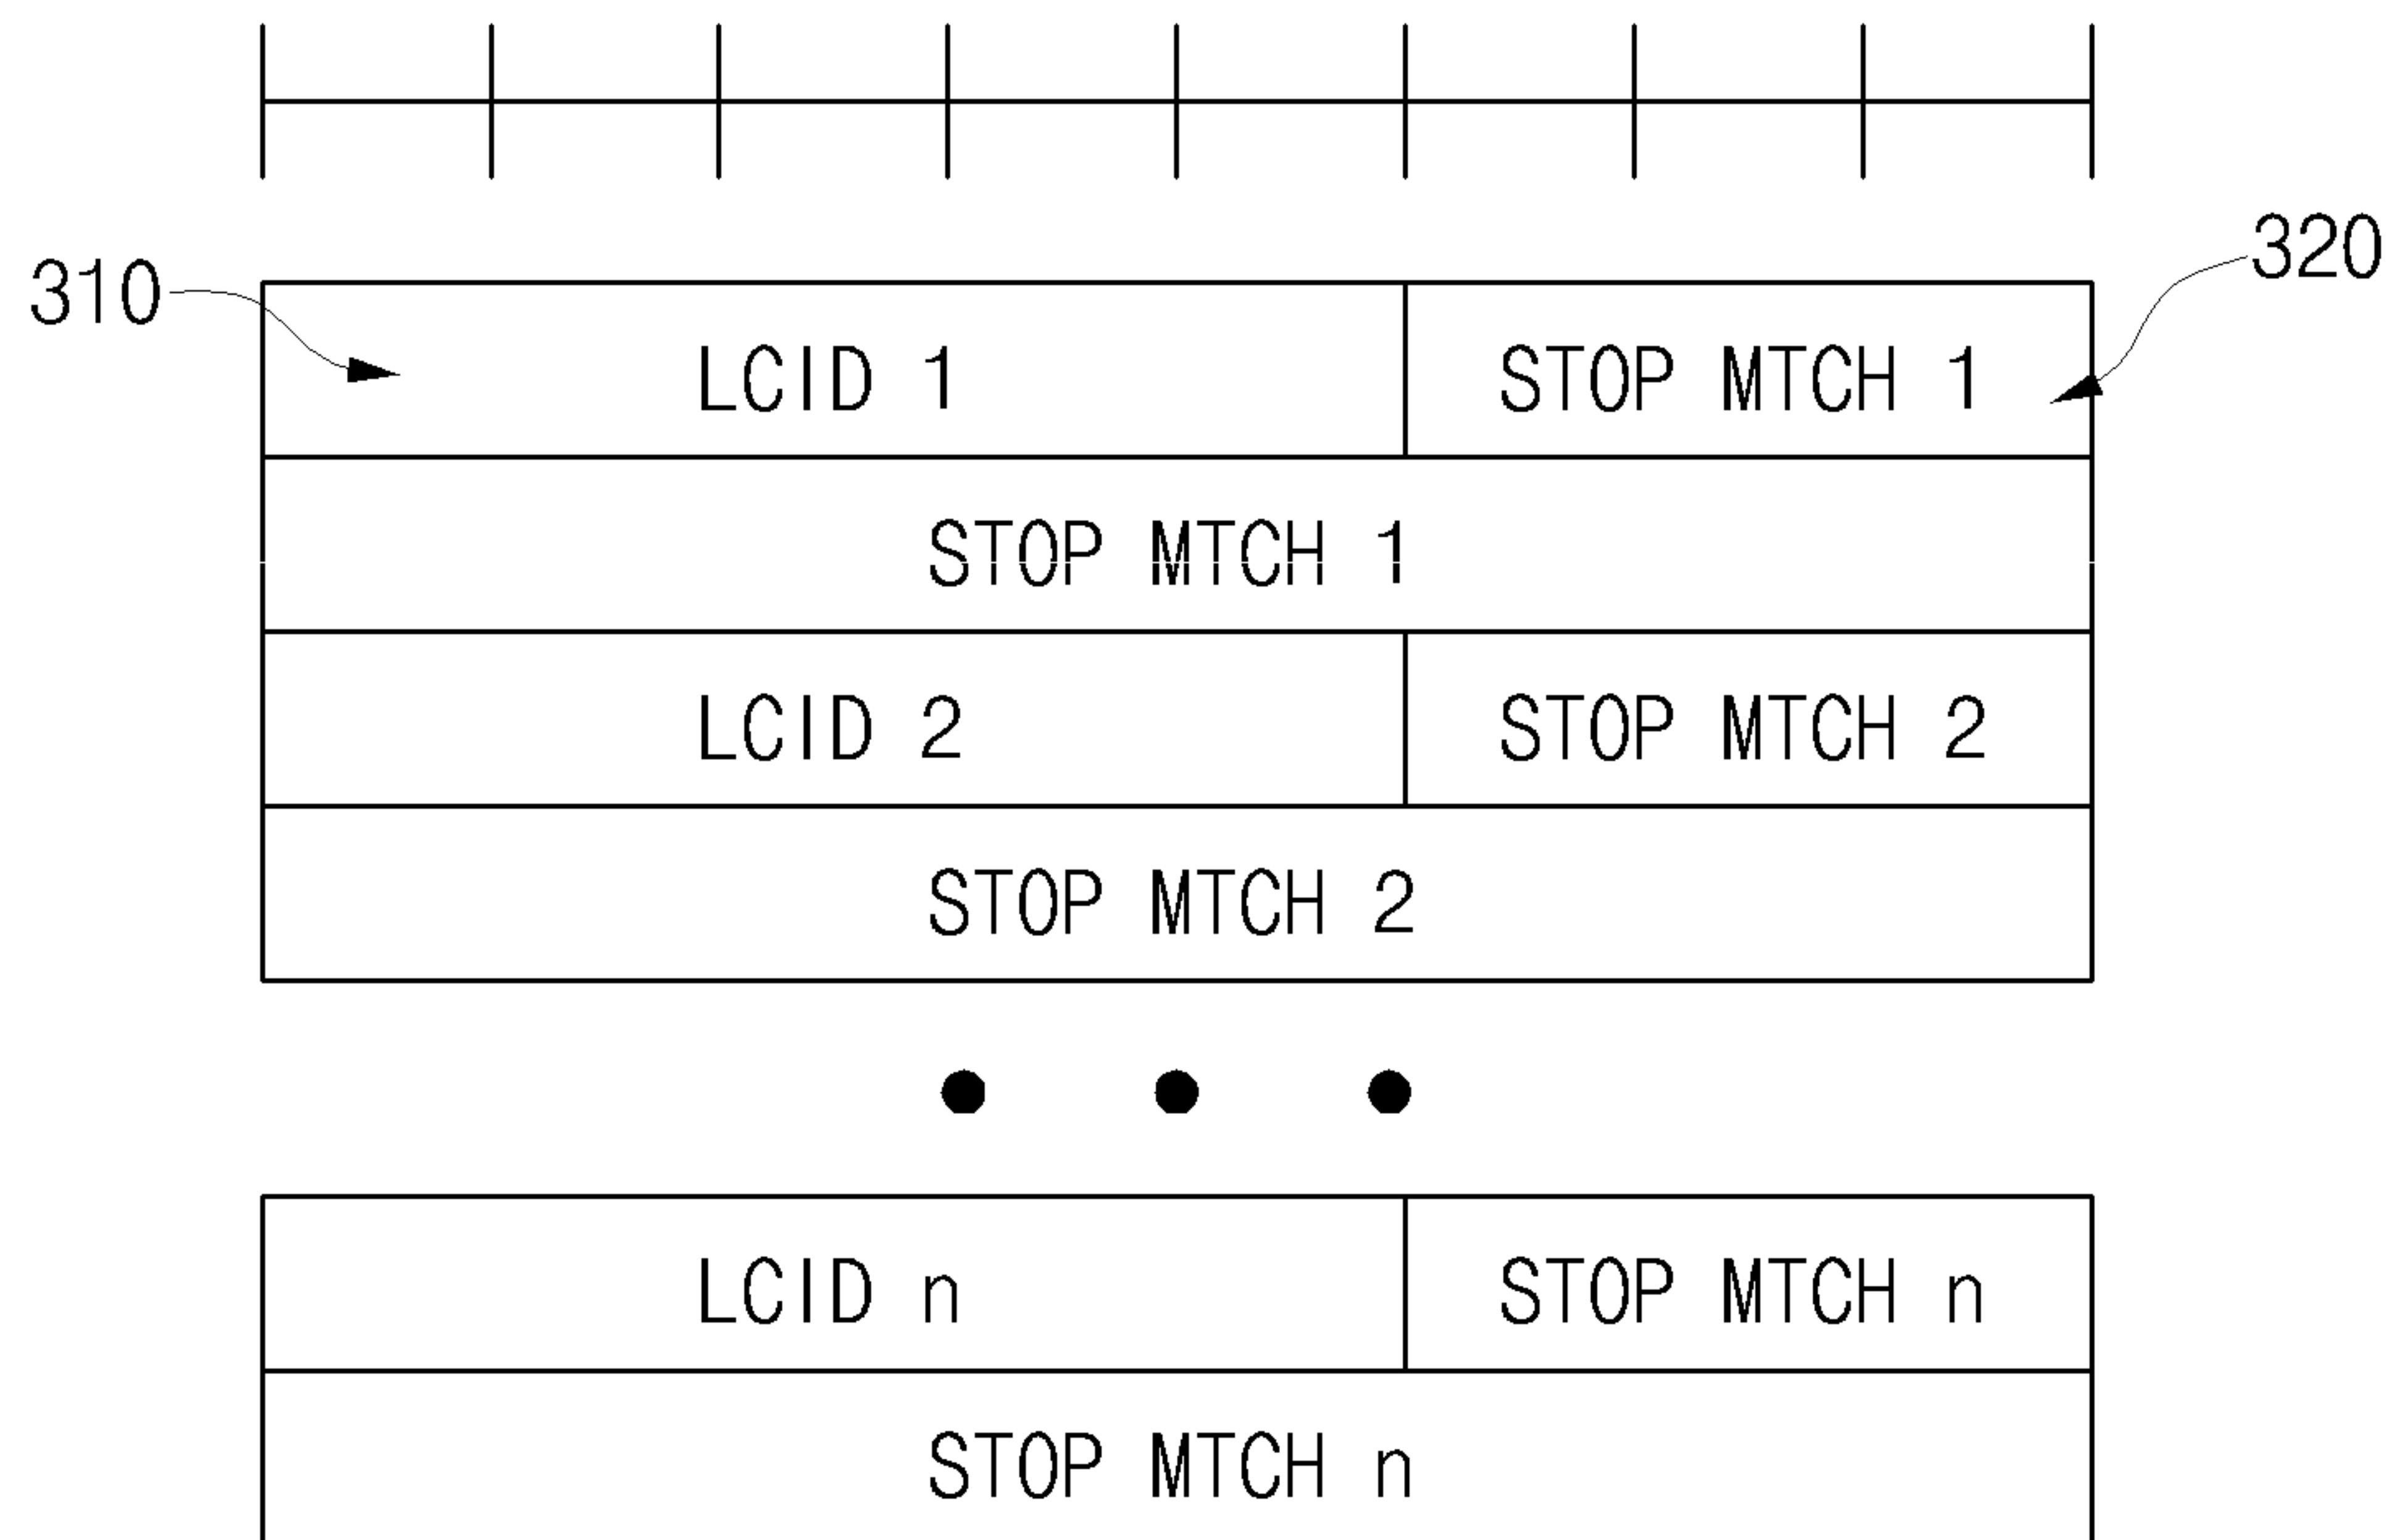 320
310
LCID 1 STOP MTCH 1
STOP MTCH 1
LCID 2 STOP MTCH 2
STOP MTCH 2
LCID n STOP MTCH n
STOP MTCH n